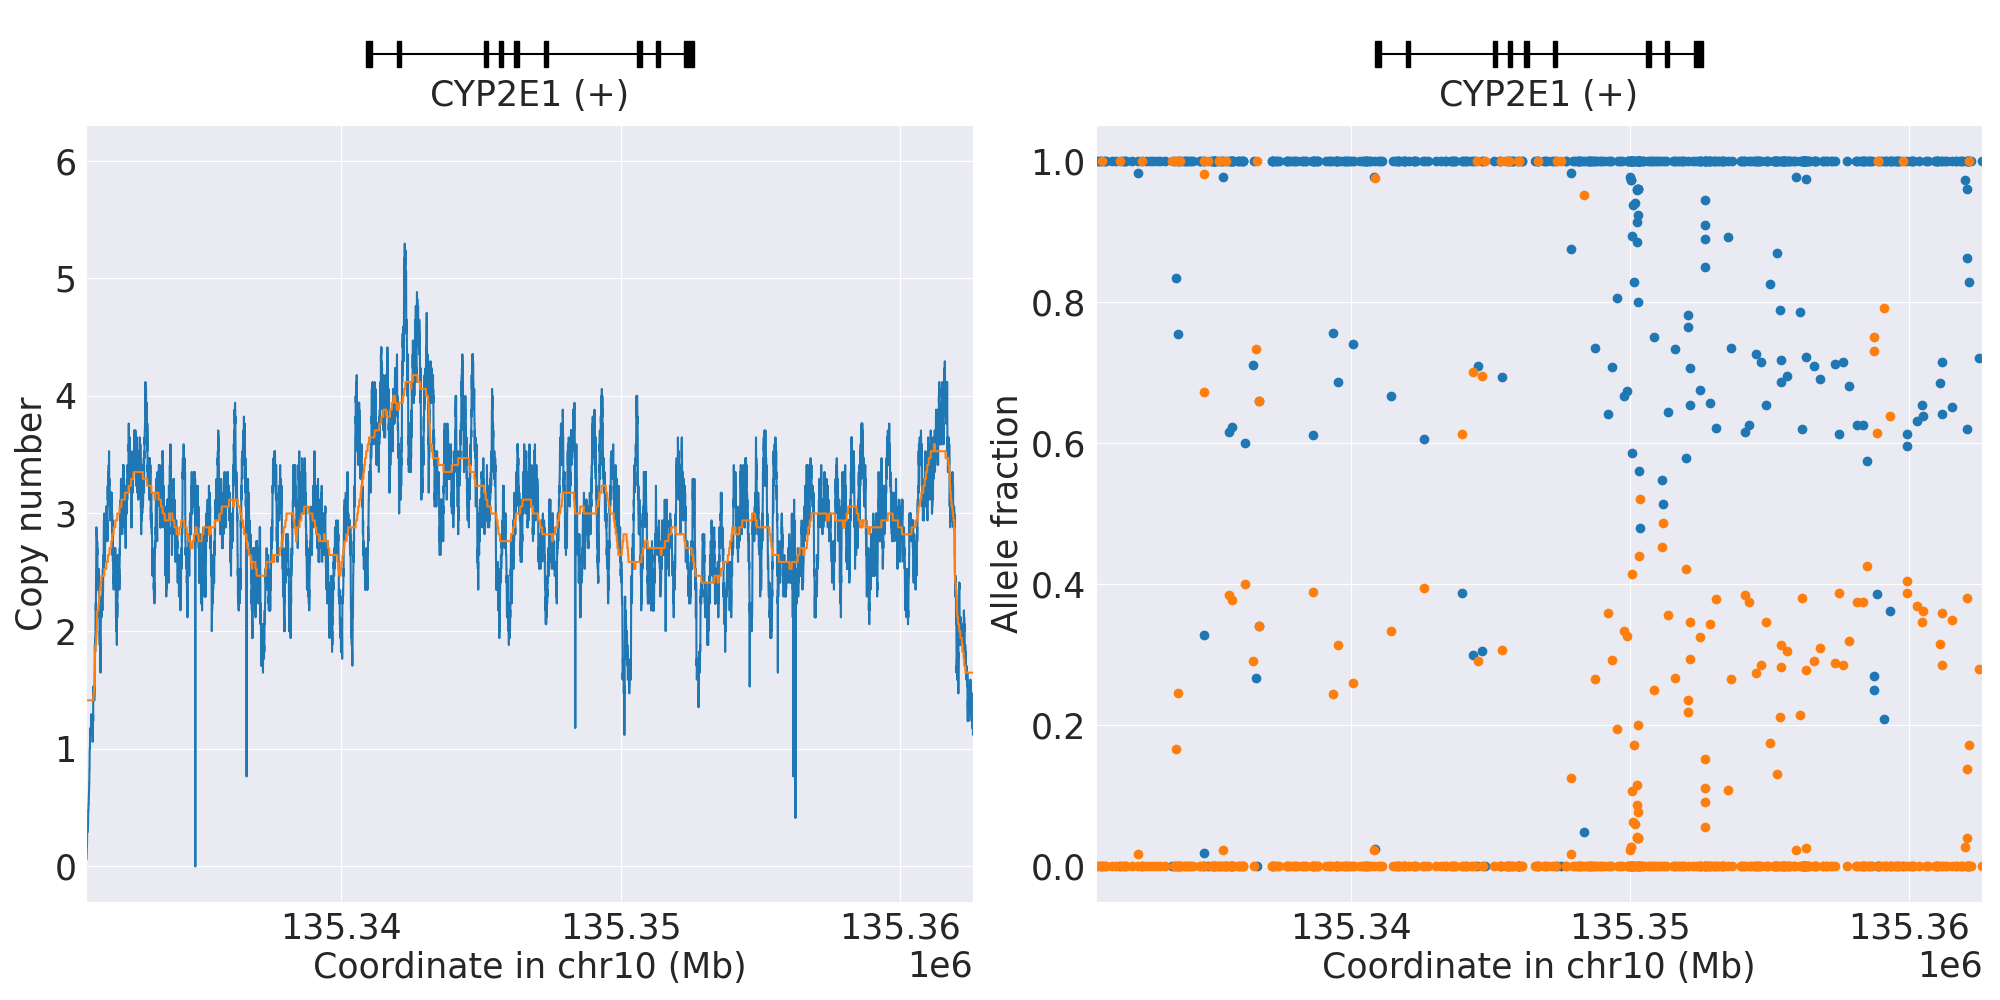 CYP2E1 (+)
6
5
4
3
2
1
0
Copy number
135.34
135.35
135.36
Coordinate in chr10 (Mb)
1e6
CYP2E1 (+)
1.0
0.8
0.6
0.4
0.2
0.0
Allele fraction
135.34
135.35
135.36
Coordinate in chr10 (Mb)
1e6